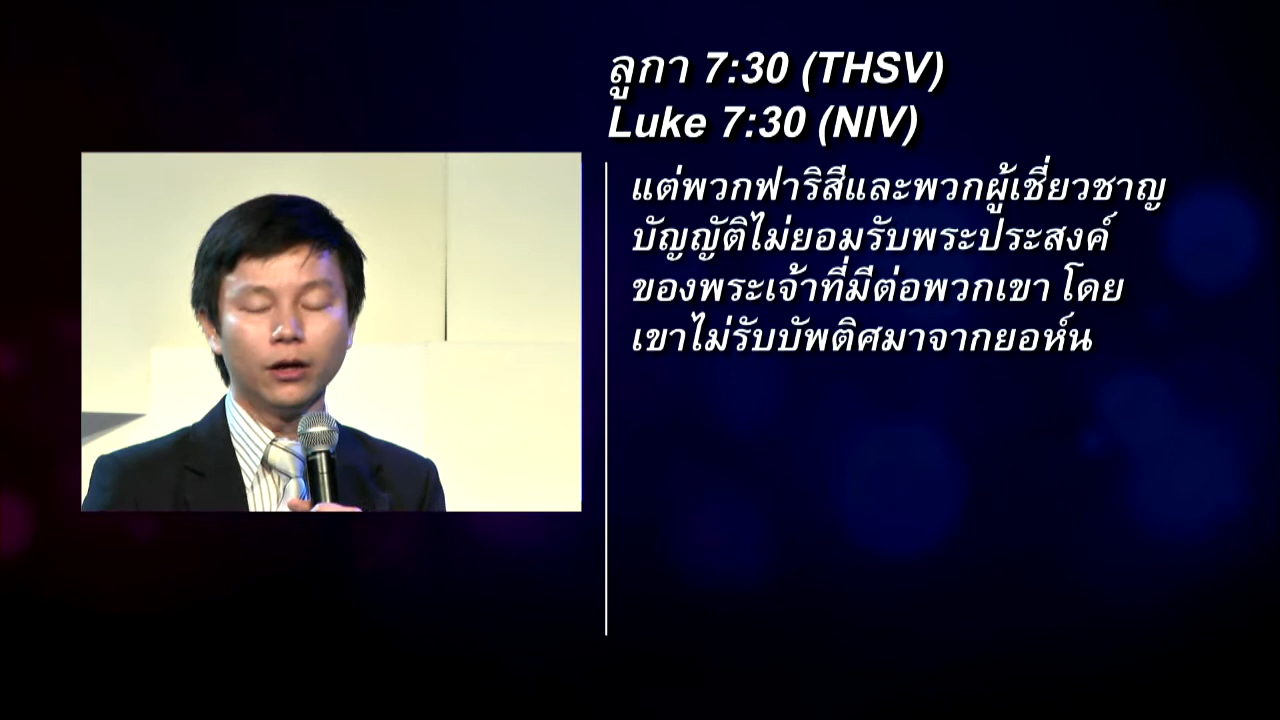 ลูกา 7:30 (THSV)
Luke 7:30 (NIV)
แต่พวกฟาริสีและพวกผู้เชี่ยวชาญ
บัญญัติไม่ยอมรับพระประสงค์
ของพระเจ้าที่มีต่อพวกเขา โดย
เขาไม่รับบัพติศมาจากยอห์น